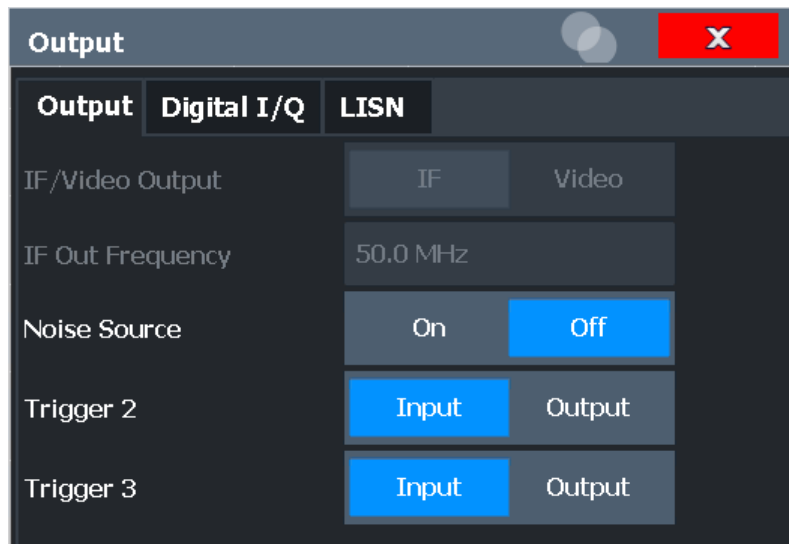 Output X
Output Digital I/Q LISN
IF/Video Output IF Video
IF Out Frequency 50.0 MHz
Noise Source On Off
Trigger 2 Input Output
Trigger 3 Input Output